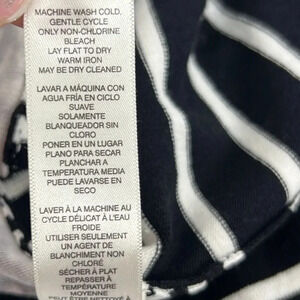 MACHINE WASH COLD.
GENTLE CYCLE
ONLY NON-CHLORINE
BLEACH
LAY FLAT TO DRY
WARM IRON
MAY BE DRY CLEANED
LAVAR A MÁQUINA CON
AGUA FRÍA EN CICLO
SUAVE
SOLAMENTE
BLANQUEADOR SIN
CLORO
PONER EN UN LUGAR
PLANO PARA SECAR
PLANCHAR A
TEMPERATURA MEDIA
PUEDE LAVARSE EN
SECO
LAVER À LA MACHINE AU
CYCLE DÉLICAT À L'EAU
FROIDE
UTILISER SEULEMENT
UN AGENT DE
BLANCHIMENT NON
CHLORÉ
SÉCHER À PLAT
REPASSER À
TEMPÉRATURE
MOYENNE
PEUT ÊTRE NETTOYÉ À